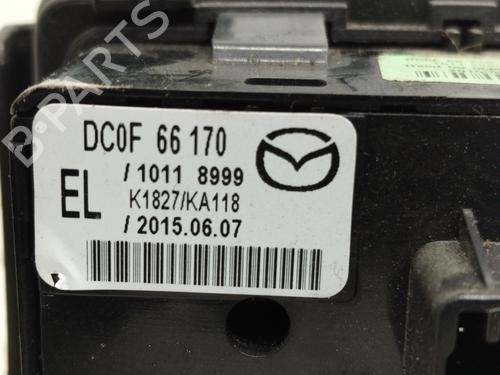 DC0F 66 170
/ 1011 8999
EL
K1827/KA118
/ 2015.06.07
B-PARTS